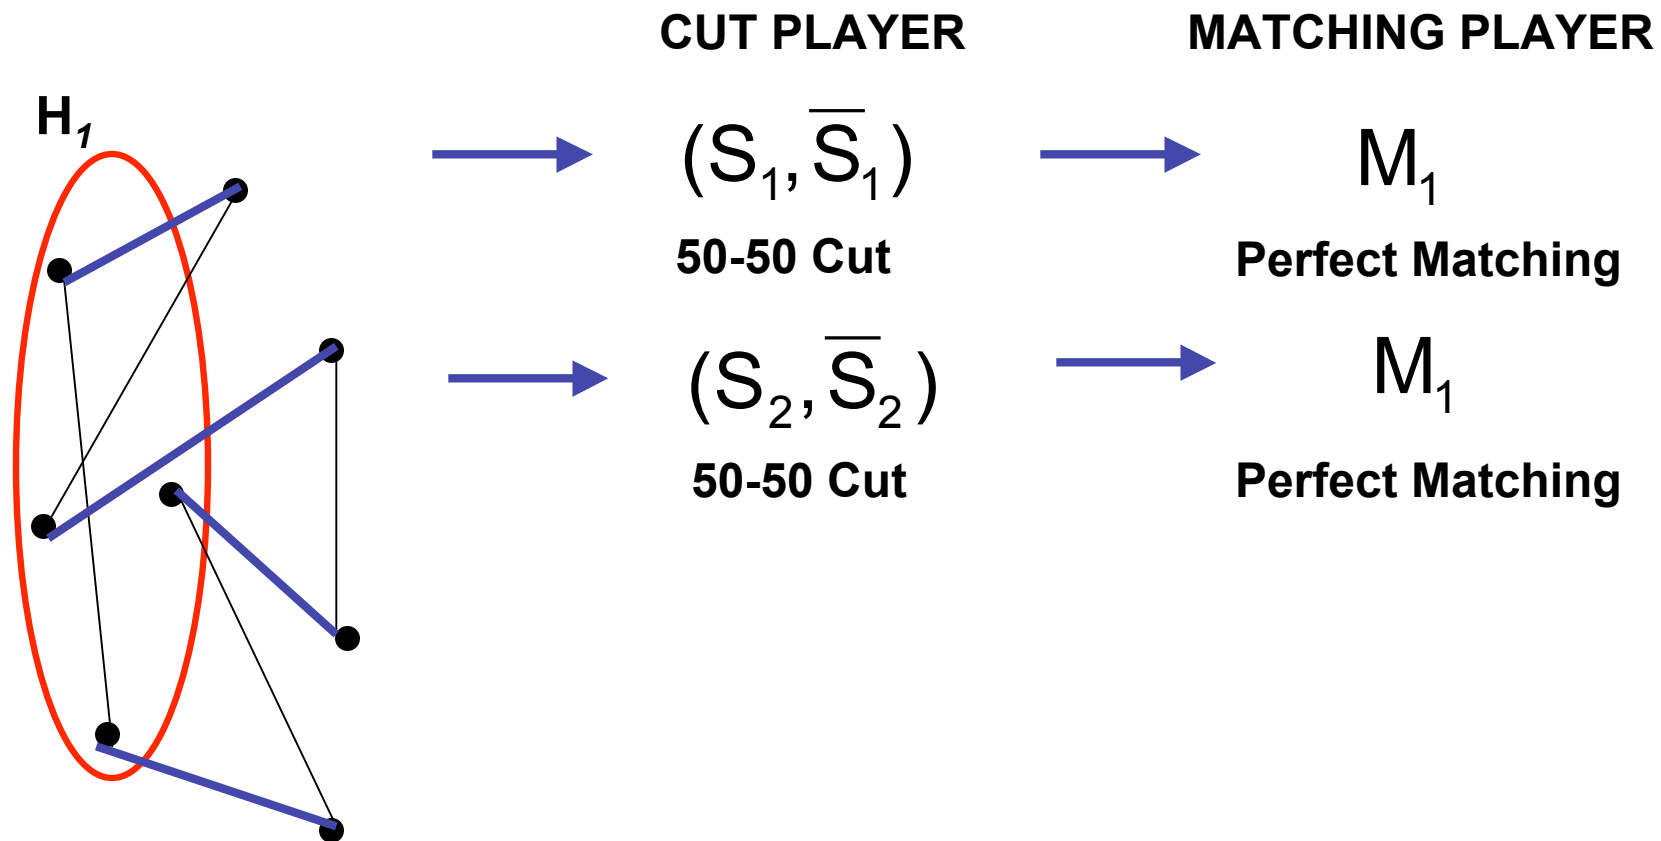 CUT PLAYER MATCHING PLAYER
H₁
(S₁, S̅₁) M₁
50-50 Cut Perfect Matching
(S₂, S̅₂) M₁
50-50 Cut Perfect Matching